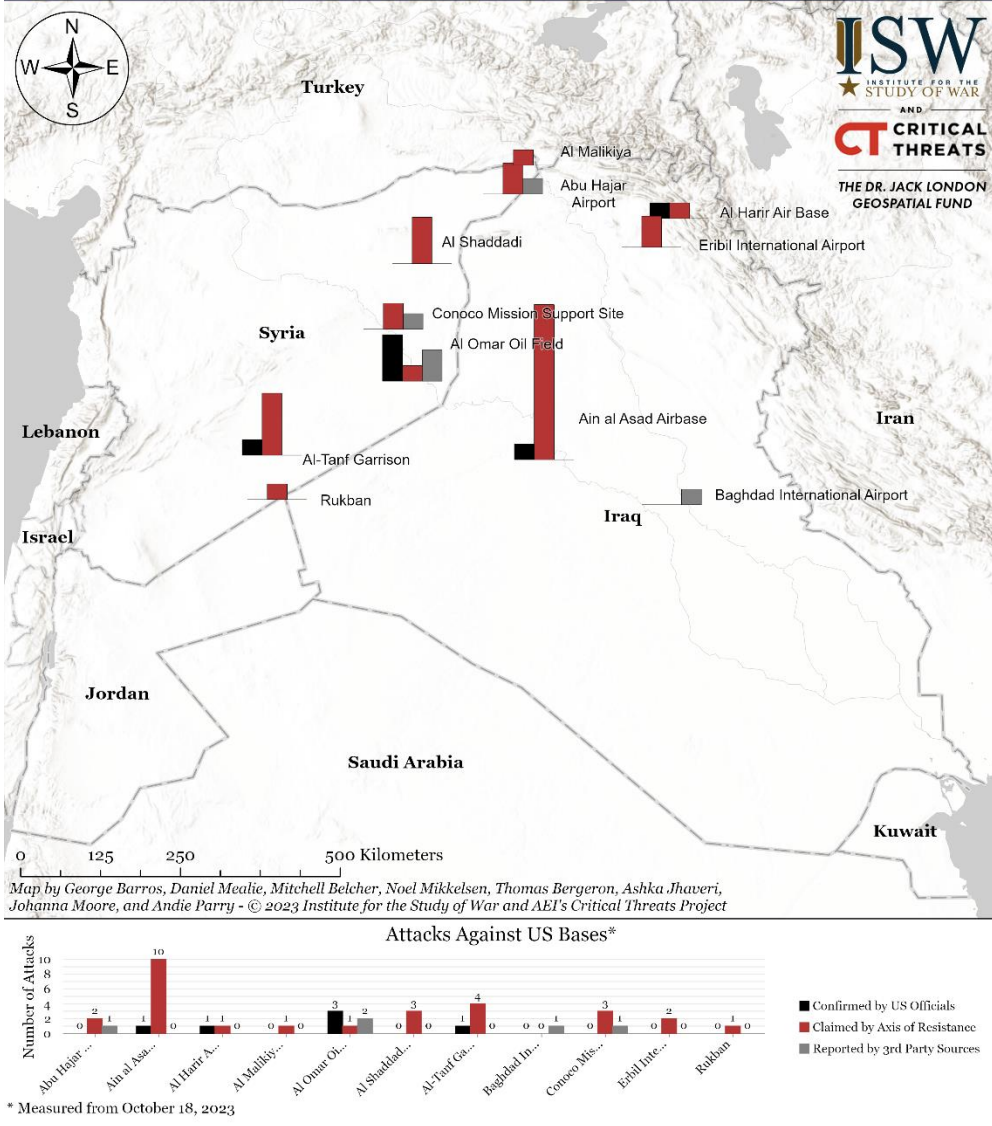 N
W
E
S
ISW
INSTITUTE FOR THE
STUDY OF WAR
AND
CT CRITICAL
THREATS
THE DR. JACK LONDON
GEOSPATIAL FUND
Turkey
Al Malikiya
Abu Hajar
Airport
Al Harir Air Base
Eribil International Airport
Al Shaddadi
Conoco Mission Support Site
Syria
Al Omar Oil Field
Ain al Asad Airbase
Iran
Lebanon
Al-Tanf Garrison
Rukban
Baghdad International Airport
Iraq
Israel
Jordan
Saudi Arabia
Kuwait
0 125 250 500 Kilometers
Map by George Barros, Daniel Mealie, Mitchell Belcher, Noel Mikkelsen, Thomas Bergeron, Ashka Jhaveri,
Johanna Moore, and Andie Parry - © 2023 Institute for the Study of War and AEI's Critical Threats Project
Attacks Against US Bases*
Number of Attacks
10
8
6
4
2
0
0 2 1
1 10 0
1 1 0
0 1 0
3 1 2
0 3 0
1 4 0
0 0 1
0 3 1
0 2 0
0 1 0
Abu Hajar ...
Ain al Asa...
Al Harir A...
Al Malikiy...
Al Omar Oi...
Al Shaddad...
Al-Tanf Ga...
Baghdad In...
Conoco Mis...
Erbil Inte...
Rukban
Confirmed by US Officials
Claimed by Axis of Resistance
Reported by 3rd Party Sources
* Measured from October 18, 2023